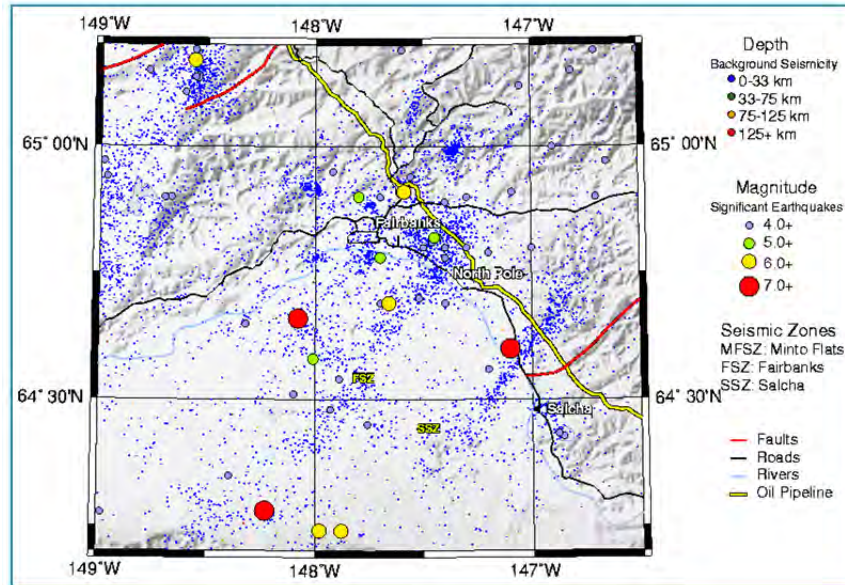 149°W
148°W
147°W
65° 00'N
65° 00'N
64° 30'N
64° 30'N
Fairbanks
North Pole
FSZ
SSZ
Salcha
149°W
148°W
147°W
Depth
Background Seismicity
0-33 km
33-75 km
75-125 km
125+ km
Magnitude
Significant Earthquakes
4.0+
5.0+
6.0+
7.0+
Seismic Zones
MFSZ: Minto Flats
FSZ: Fairbanks
SSZ: Salcha
Faults
Roads
Rivers
Oil Pipeline